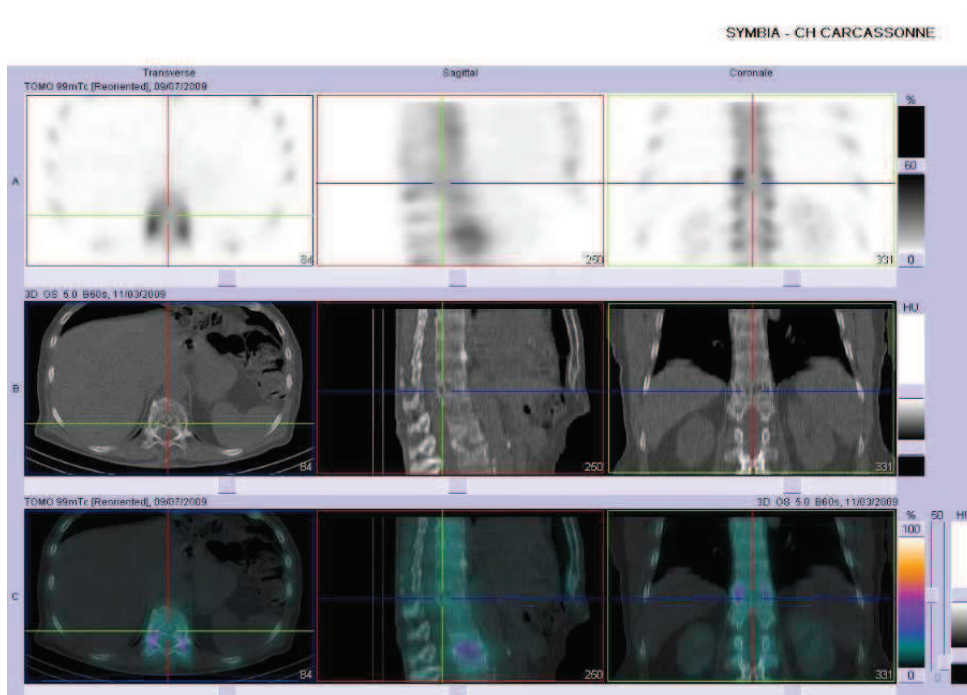 SYMBIA - CH CARCASSONNE
Transverse Sagittal Coronale
TOMO 99mTc [Reoriented], 09/07/2009
%
A
60
84 250 331 0
3D OS 5.0 B60s, 11/03/2009
HU
B
84 250 331
TOMO 99mTc [Reoriented], 09/07/2009 3D OS 5.0 B60s, 11/03/2009
% 60 HU
100
C
84 250 331 0 0